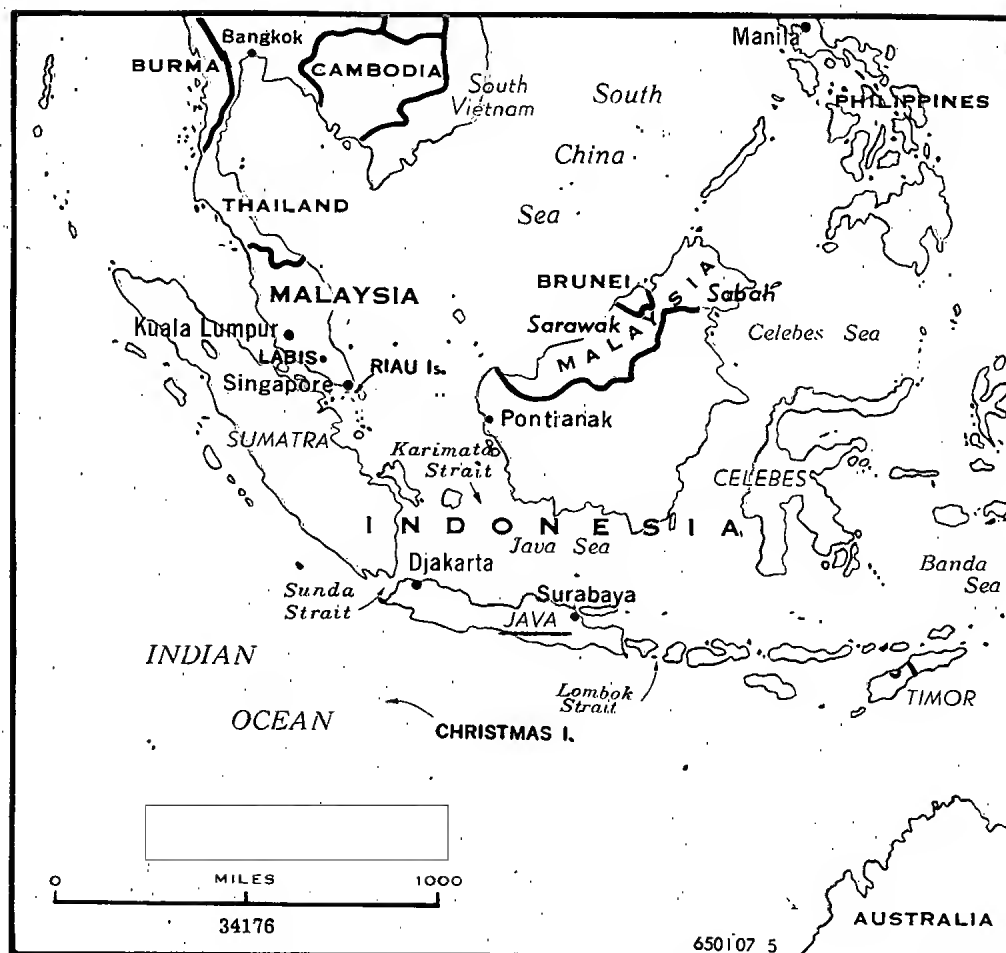 Bangkok
Manila
BURMA
CAMBODIA
South
Vietnam
South
China
Sea
PHILIPPINES
THAILAND
MALAYSIA
BRUNEI
MALAYSIA
Sabah
Sarawak
Celebes Sea
Kuala Lumpur
LABIS
RIAU Is.
Singapore
Pontianak
SUMATRA
Karimata
Strait
CELEBES
INDONESIA
Java Sea
Djakarta
Banda
Sea
Sunda
Strait
Surabaya
JAVA
INDIAN
OCEAN
Lombok
Strait
TIMOR
CHRISTMAS I.
0 MILES 1000
34176
AUSTRALIA
650107 5